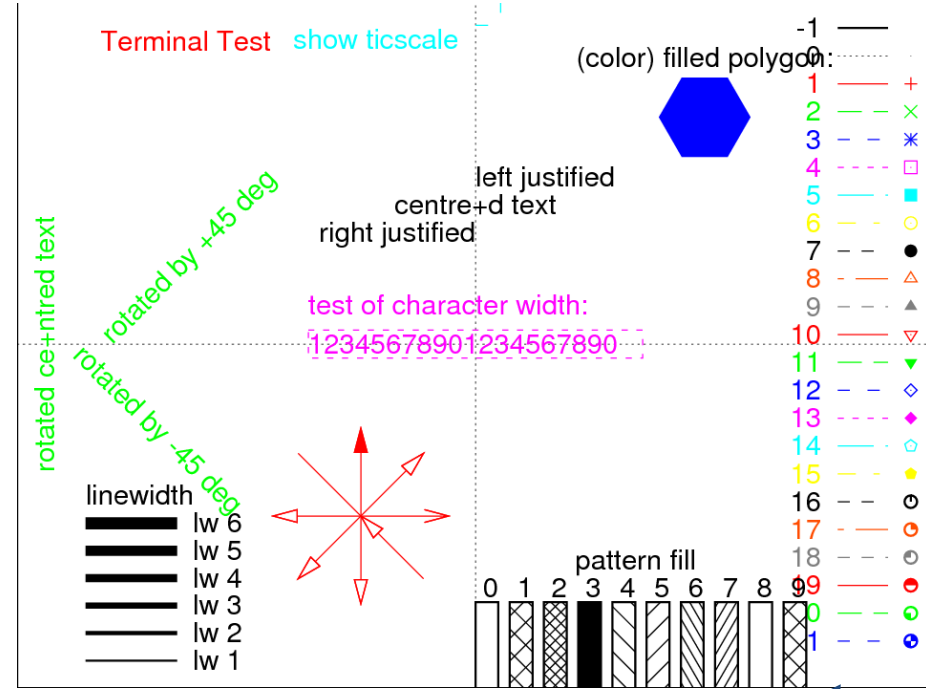 Terminal Test
show ticscale
(color) filled polygon:
left justified
centre+d text
right justified
rotated by +45 deg
rotated ce+ntred text
rotated by -45 deg
test of character width:
12345678901234567890
linewidth
lw 6
lw 5
lw 4
lw 3
lw 2
lw 1
pattern fill
0 1 2 3 4 5 6 7 8 9
-1
0
1
2
3
4
5
6
7
8
9
10
11
12
13
14
15
16
17
18
19
0
1